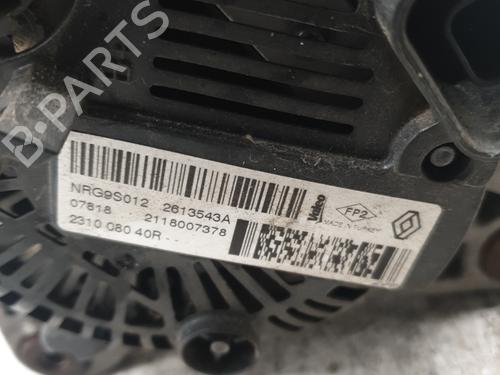 B-PARTS
NRG9S012 2613543A
07818 2118007378
2310 080 40R - -
Valeo
FP2
MADE IN TURKEY